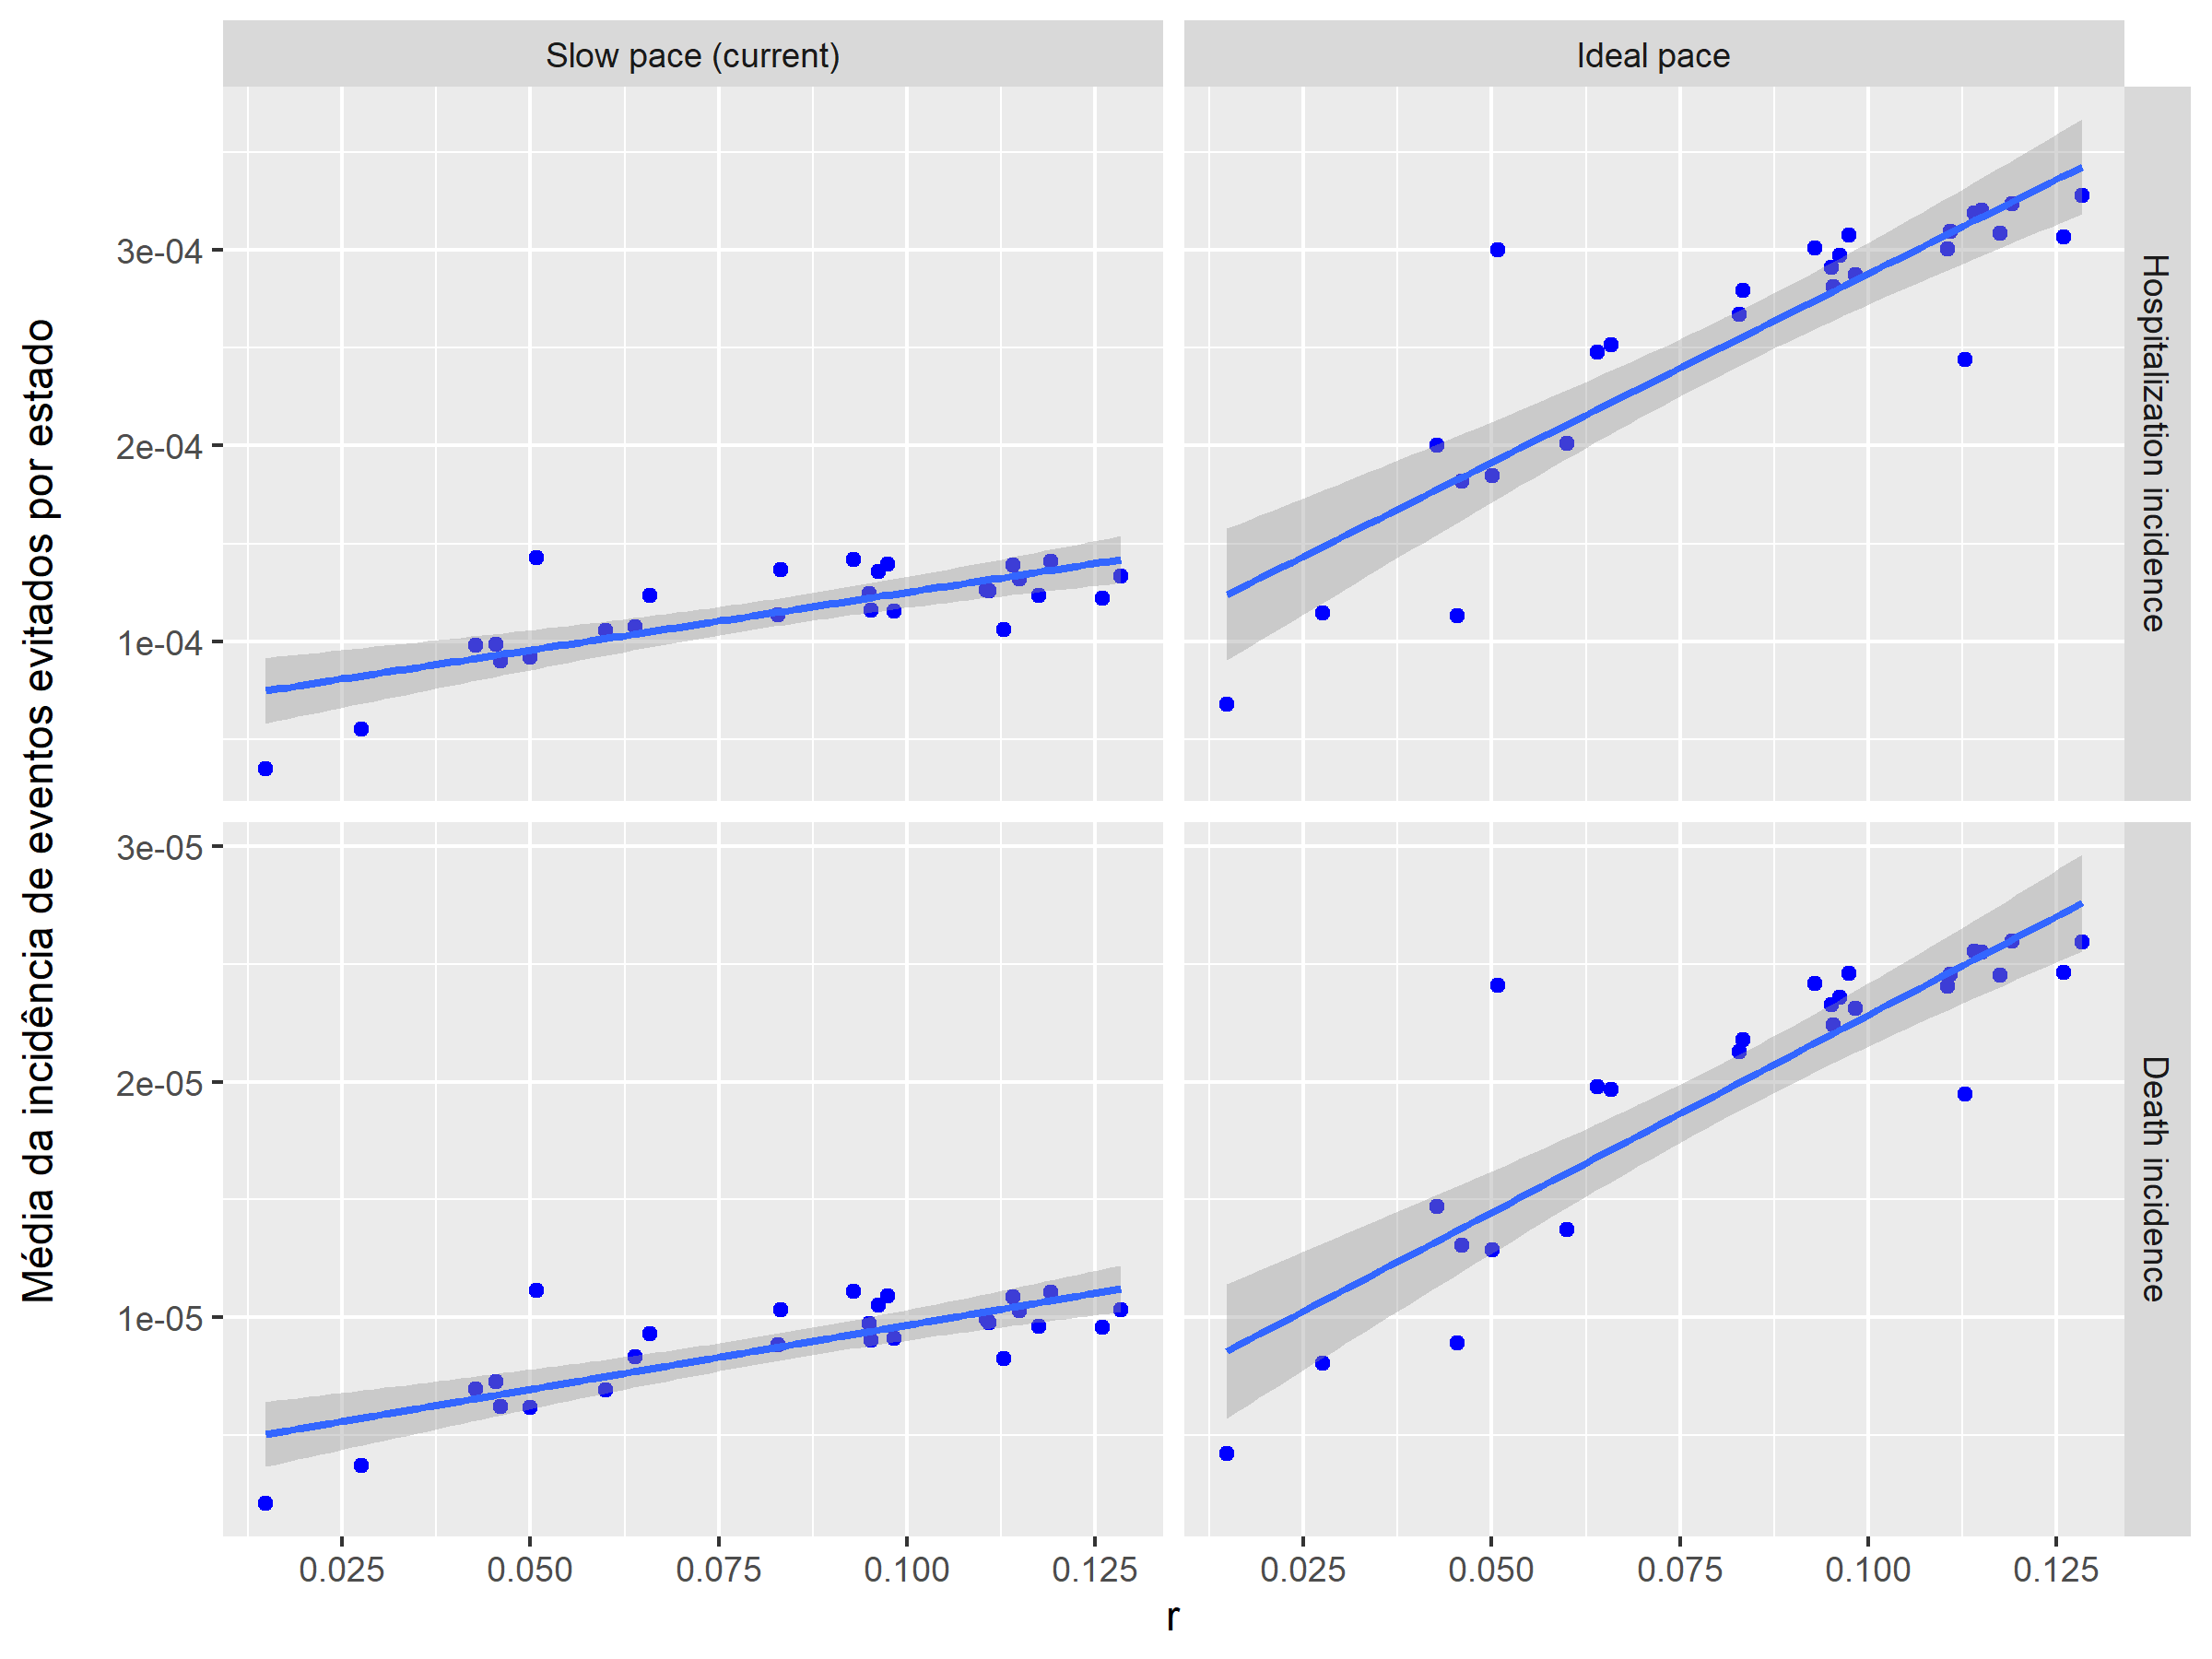 Slow pace (current)
Ideal pace
Média da incidência de eventos evitados por estado
3e-04
2e-04
1e-04
Hospitalization incidence
3e-05
2e-05
1e-05
Death incidence
0.025 0.050 0.075 0.100 0.125
0.025 0.050 0.075 0.100 0.125
r